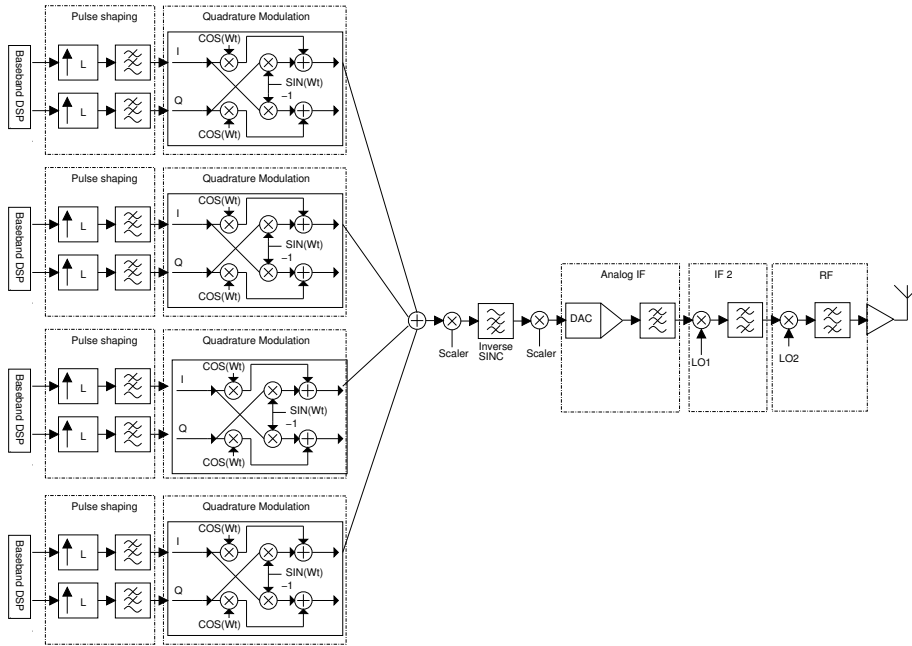 Pulse shaping
Quadrature Modulation
Baseband DSP
L
L
I
Q
COS(Wt)
SIN(Wt)
−1
COS(Wt)
Pulse shaping
Quadrature Modulation
Baseband DSP
L
L
I
Q
COS(Wt)
SIN(Wt)
−1
COS(Wt)
Pulse shaping
Quadrature Modulation
Baseband DSP
L
L
I
Q
COS(Wt)
SIN(Wt)
−1
COS(Wt)
Pulse shaping
Quadrature Modulation
Baseband DSP
L
L
I
Q
COS(Wt)
SIN(Wt)
−1
COS(Wt)
Scaler
Inverse
SINC
Scaler
Analog IF
DAC
IF 2
LO1
RF
LO2